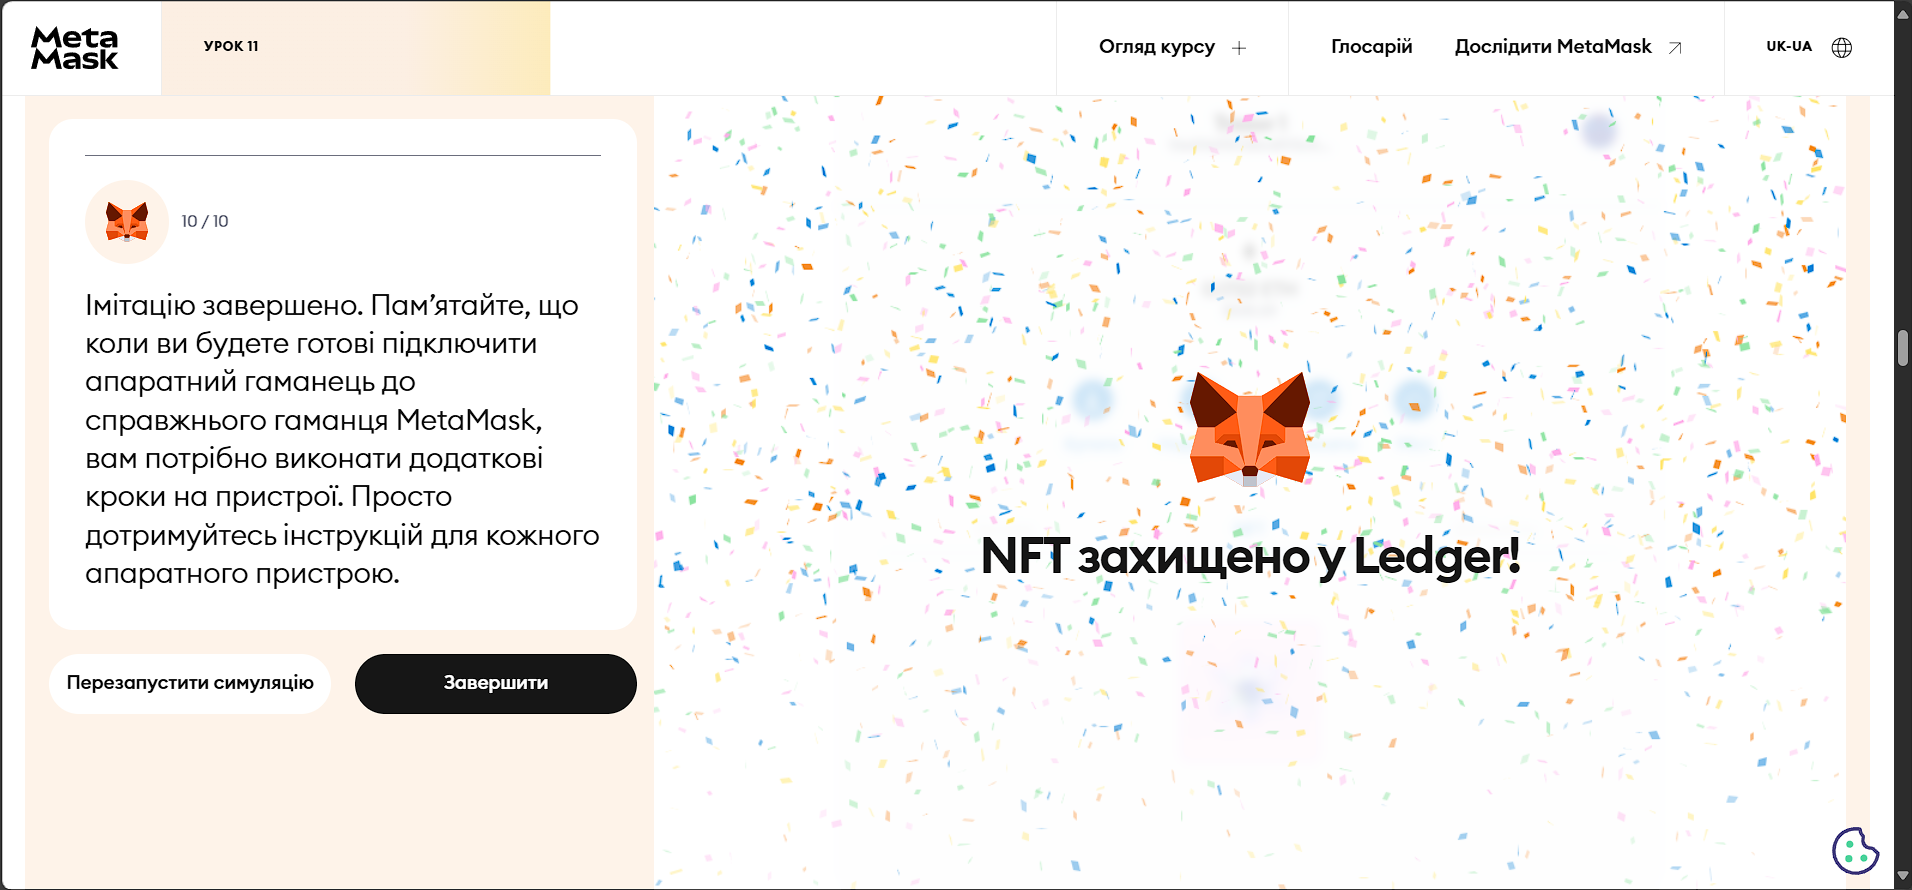 Meta
Mask
УРОК 11
Огляд курсу
Глосарій
Дослідити MetaMask
UK-UA
10 / 10
Імітацію завершено. Пам’ятайте, що
коли ви будете готові підключити
апаратний гаманець до
справжнього гаманця MetaMask,
вам потрібно виконати додаткові
кроки на пристрої. Просто
дотримуйтесь інструкцій для кожного
апаратного пристрою.
Перезапустити симуляцію
Завершити
NFT захищено у Ledger!